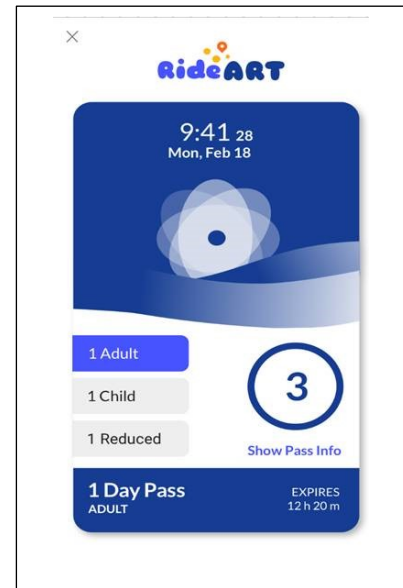 ×
RideART
9:41 28
Mon, Feb 18
1 Adult
1 Child
1 Reduced
3
Show Pass Info
1 Day Pass
ADULT
EXPIRES
12 h 20 m